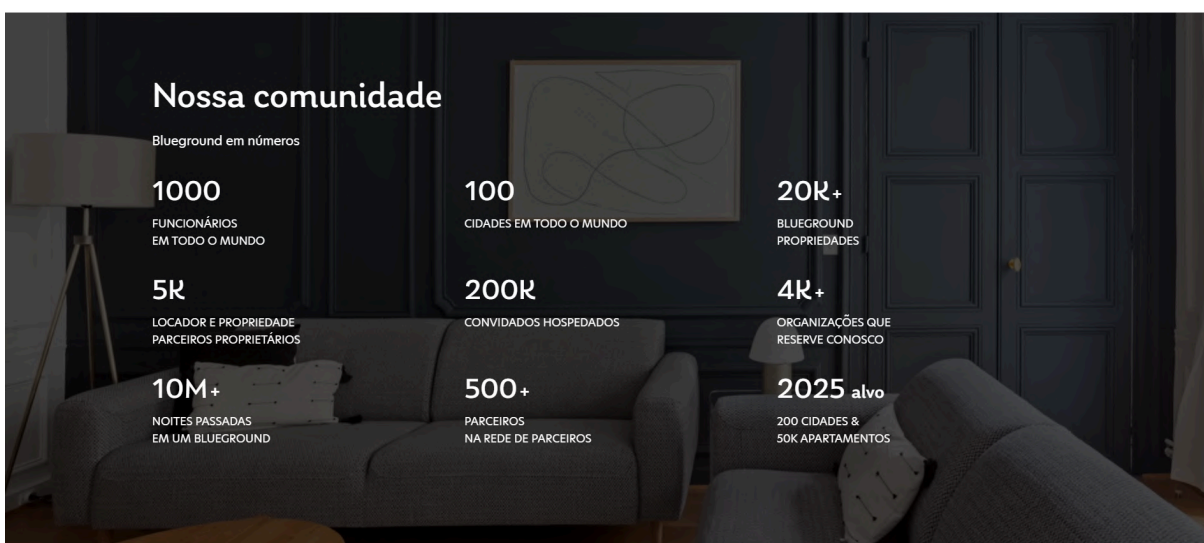 Nossa comunidade
Blueground em números
1000
FUNCIONÁRIOS
EM TODO O MUNDO
100
CIDADES EM TODO O MUNDO
20K+
BLUEGROUND
PROPRIEDADES
5K
LOCADOR E PROPRIEDADE
PARCEIROS PROPRIETÁRIOS
200K
CONVIDADOS HOSPEDADOS
4K+
ORGANIZAÇÕES QUE
RESERVE CONOSCO
10M+
NOITES PASSADAS
EM UM BLUEGROUND
500+
PARCEIROS
NA REDE DE PARCEIROS
2025 alvo
200 CIDADES &
50K APARTAMENTOS